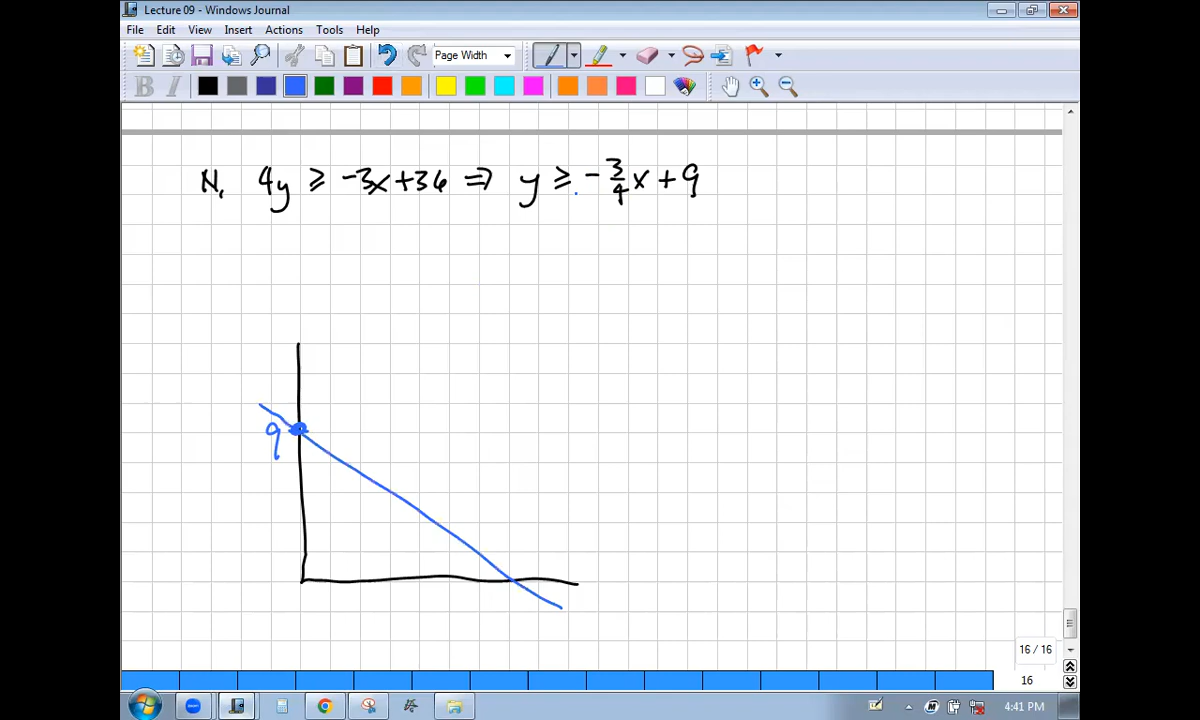 Lecture 09 - Windows Journal
File Edit View Insert Actions Tools Help
Page Width
B I
N₁ 4y ≥ -3x+36 ⇒ y ≥ -3/4 x + 9
9
16 / 16
16
4:41 PM